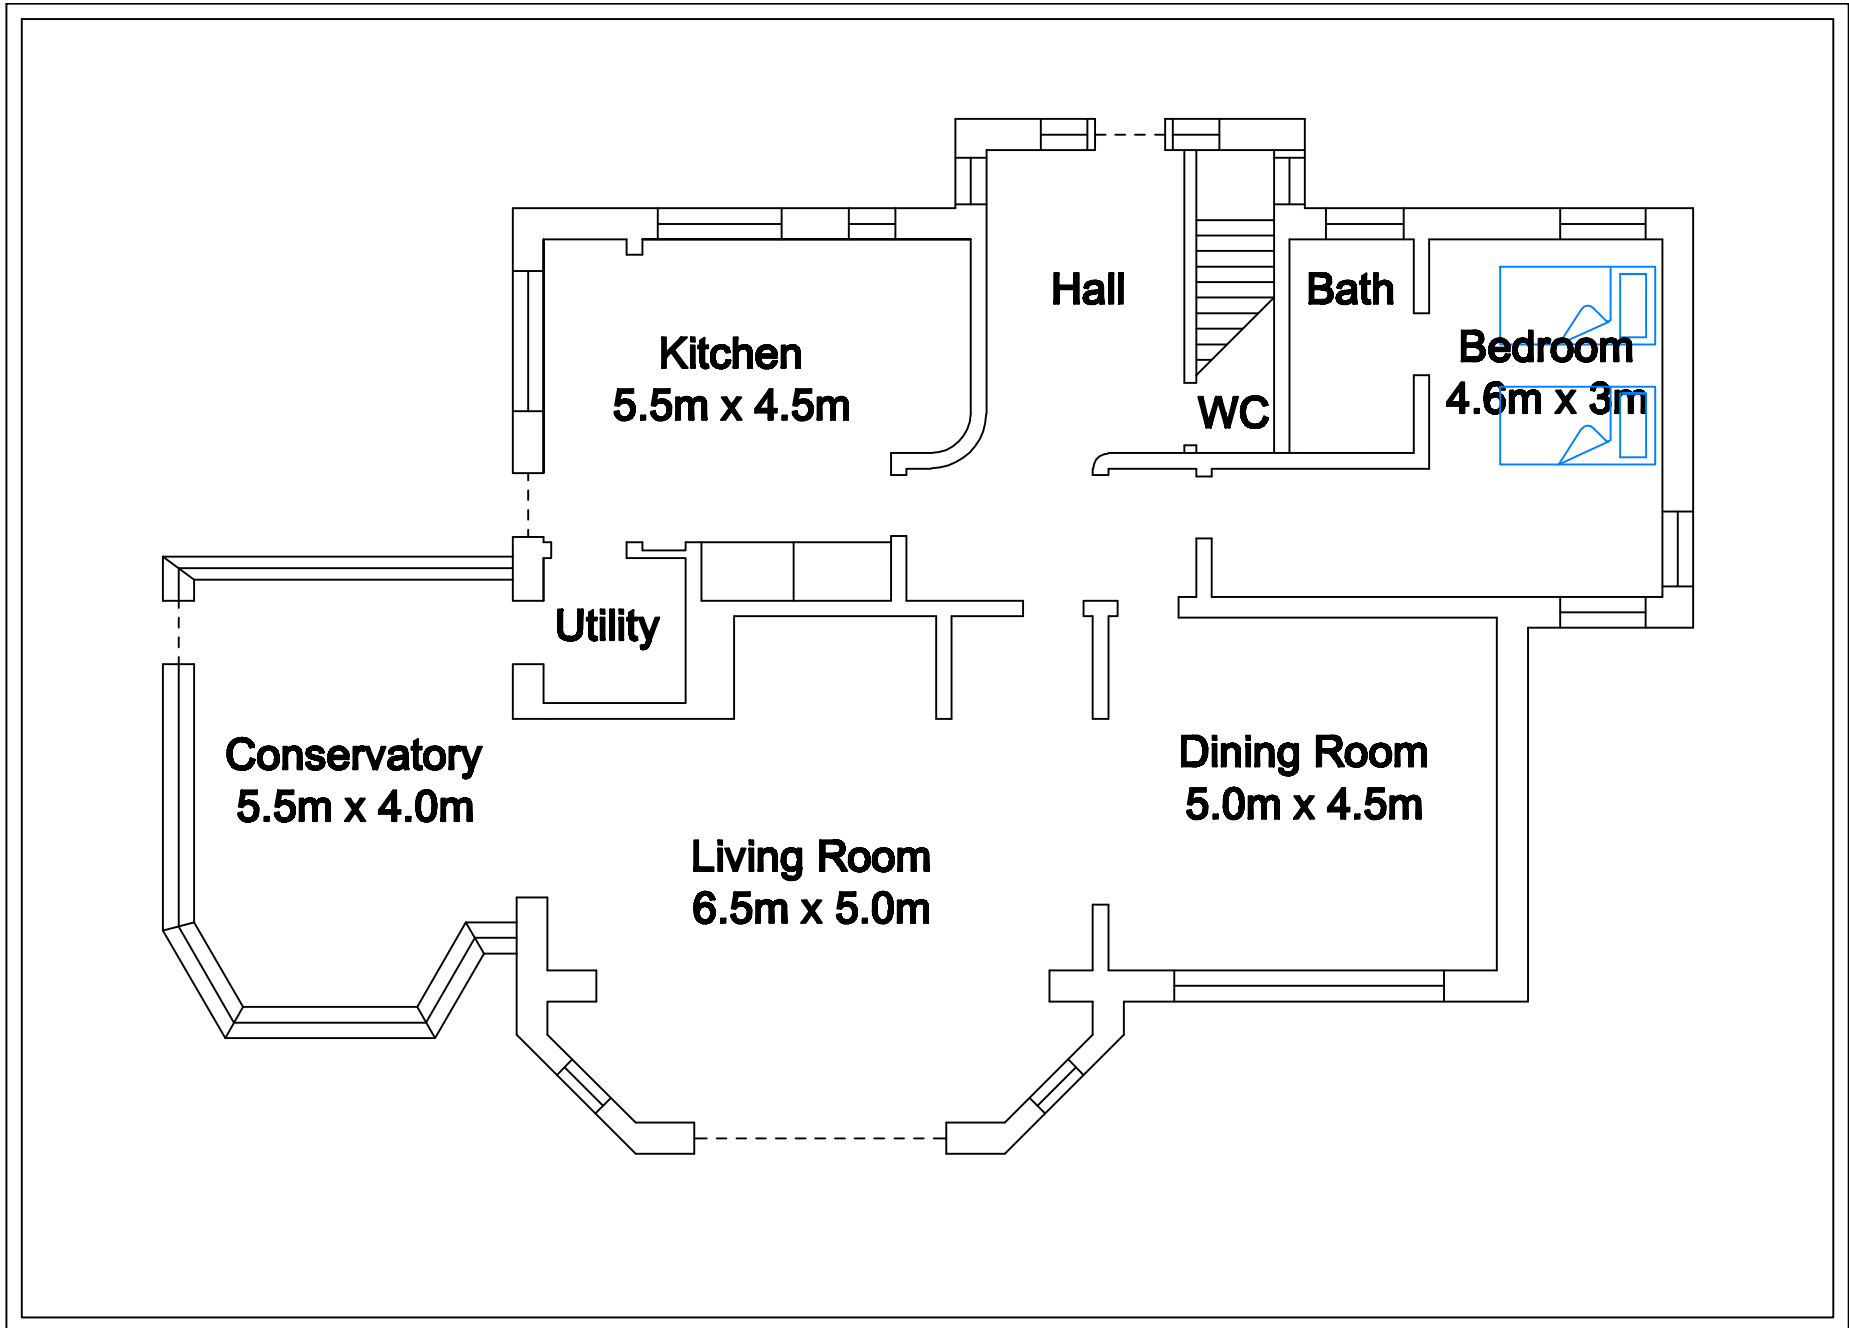 Hall
Bath
Kitchen
5.5m x 4.5m
Bedroom
4.6m x 3m
WC
Utility
Conservatory
5.5m x 4.0m
Dining Room
5.0m x 4.5m
Living Room
6.5m x 5.0m